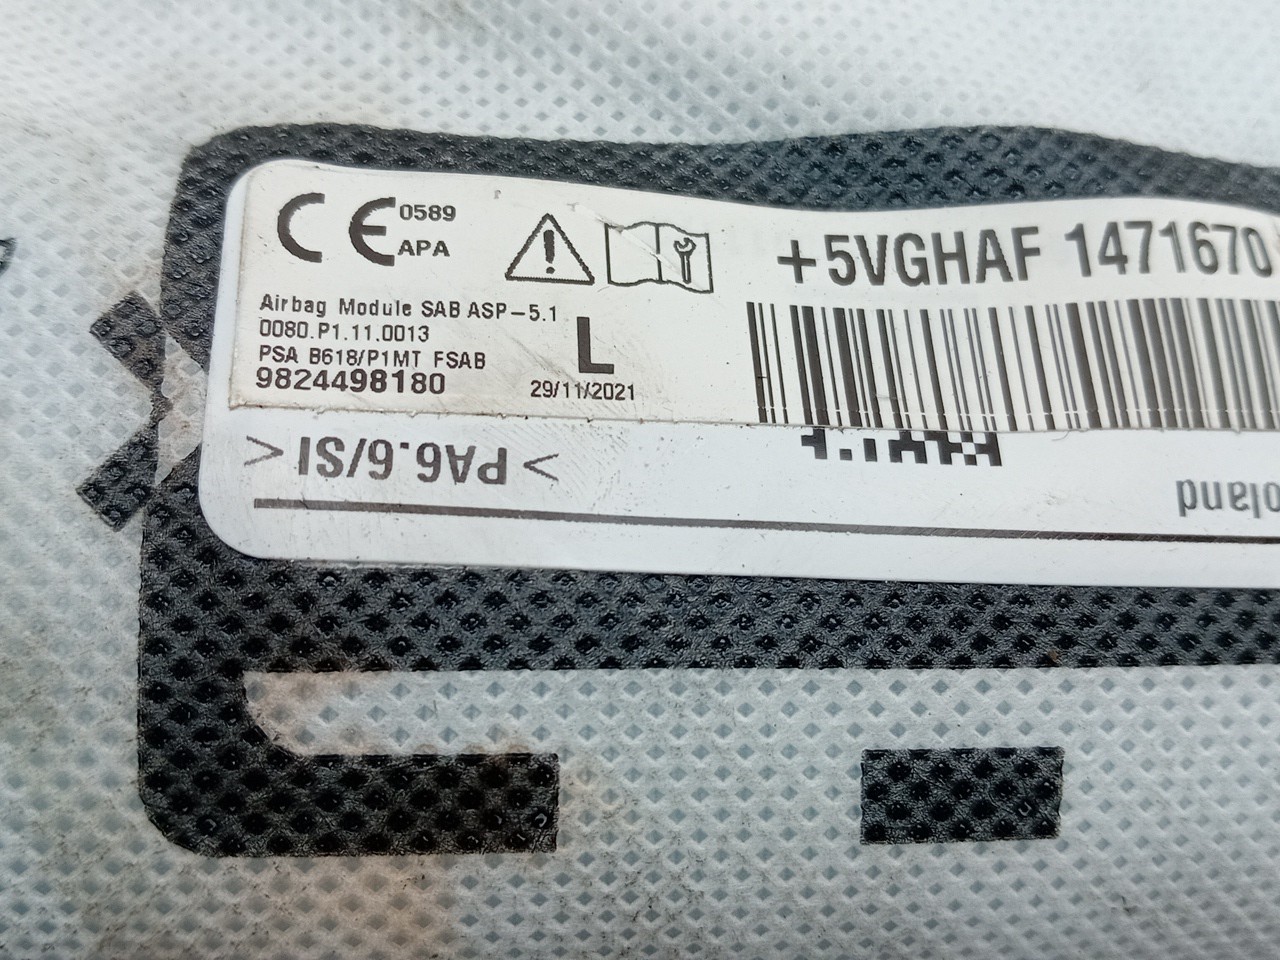 CE 0589
APA
Airbag Module SAB ASP-5.1
0080.P1.11.0013
PSA B618/P1MT FSAB
9824498180
L
29/11/2021
+5VGHAF 1471670
>PA6.6/SI<
oland